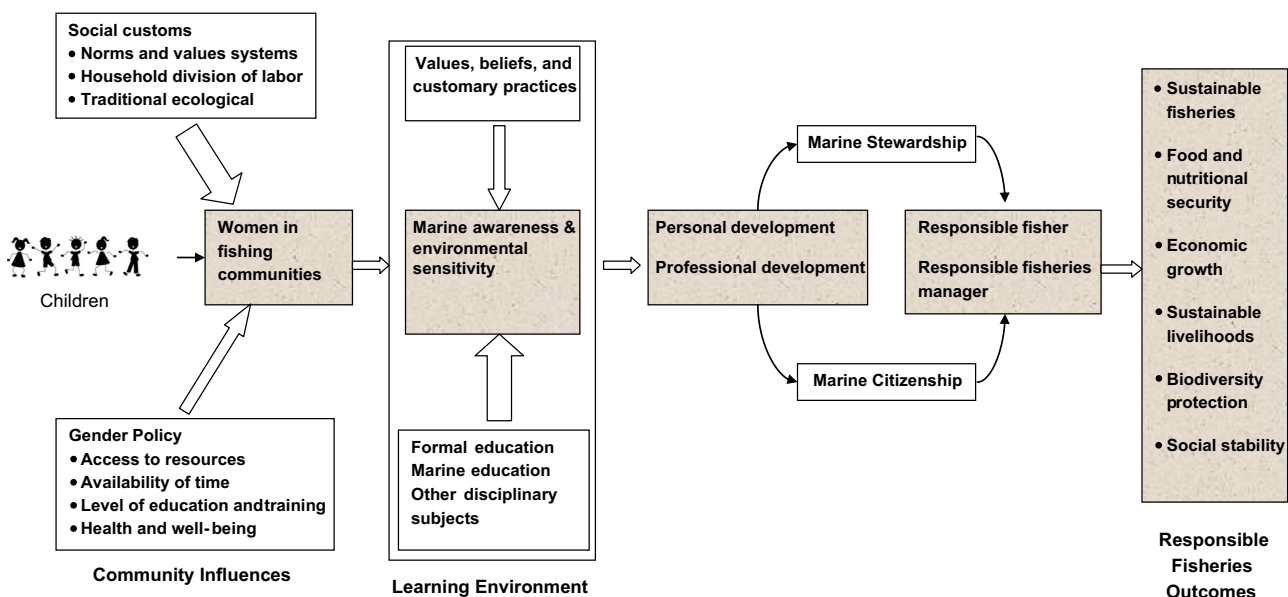 Social customs
• Norms and values systems
• Household division of labor
• Traditional ecological
Children
Women in
fishing
communities
Gender Policy
• Access to resources
• Availability of time
• Level of education andtraining
• Health and well-being
Community Influences
Values, beliefs, and
customary practices
Marine awareness &
environmental
sensitivity
Formal education
Marine education
Other disciplinary
subjects
Learning Environment
Personal development
Professional development
Marine Stewardship
Marine Citizenship
Responsible fisher
Responsible fisheries
manager
• Sustainable
fisheries
• Food and
nutritional
security
• Economic
growth
• Sustainable
livelihoods
• Biodiversity
protection
• Social stability
Responsible
Fisheries
Outcomes